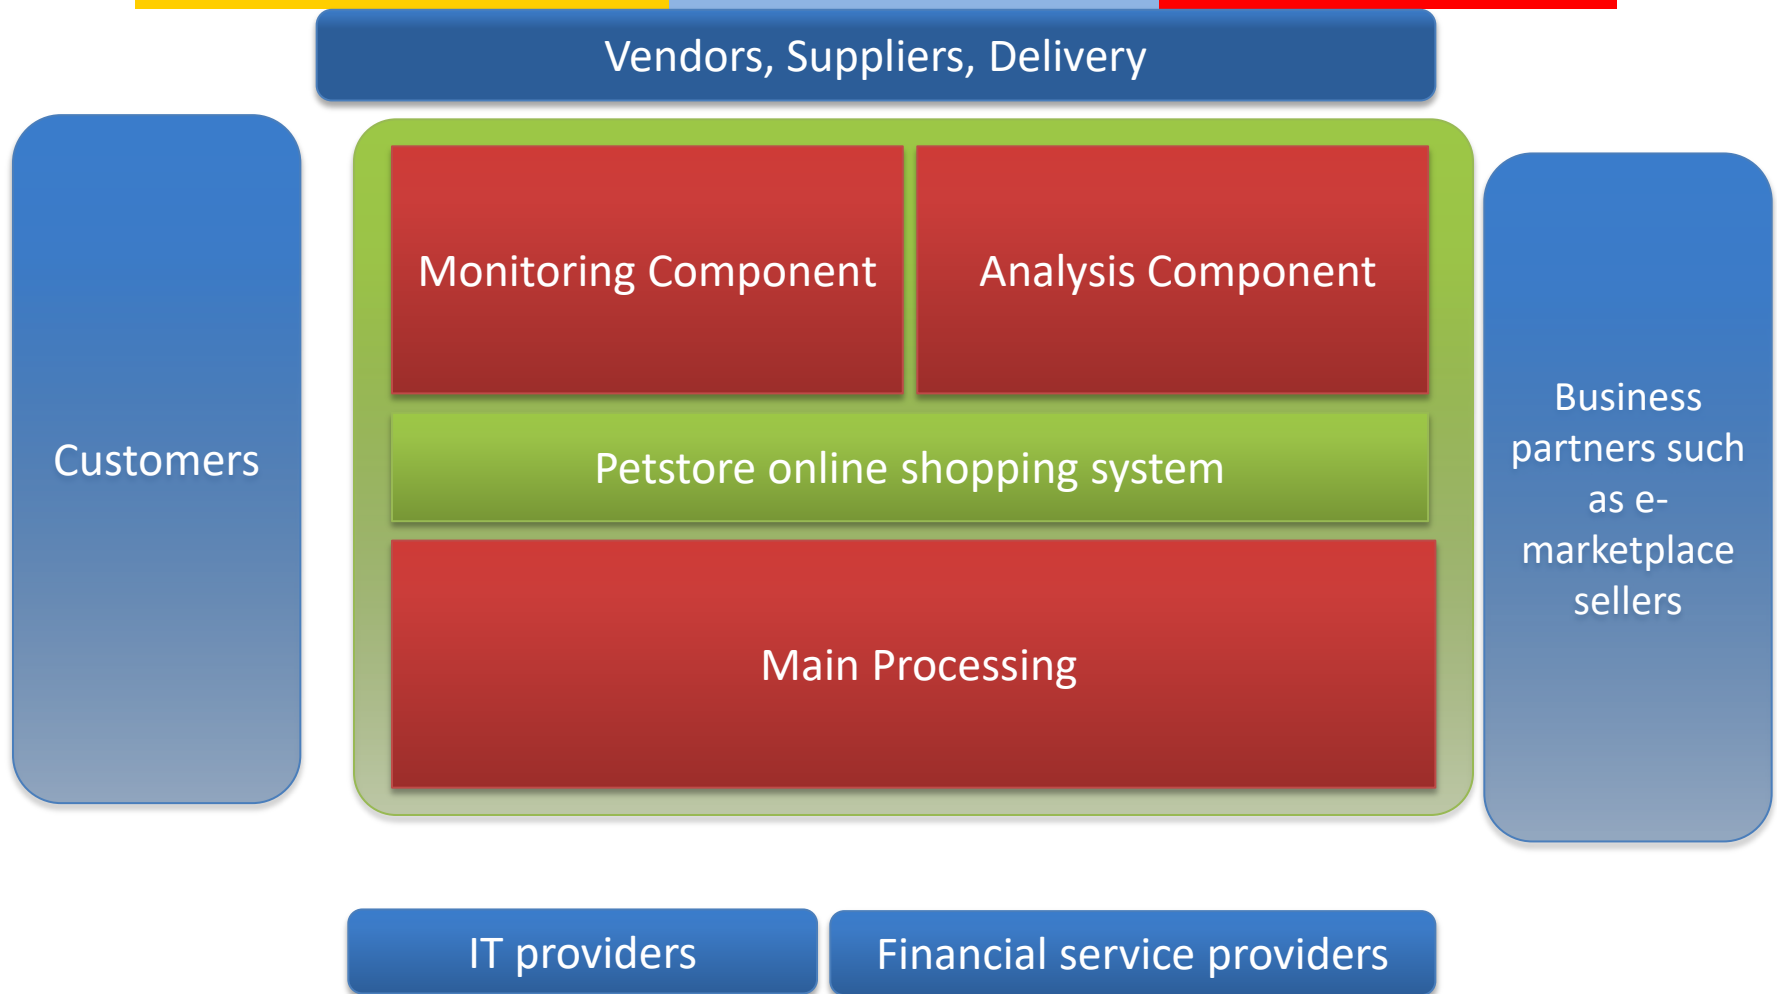 Vendors, Suppliers, Delivery
Monitoring Component
Analysis Component
Customers
Petstore online shopping system
Business
partners such
as e-
marketplace
sellers
Main Processing
IT providers
Financial service providers